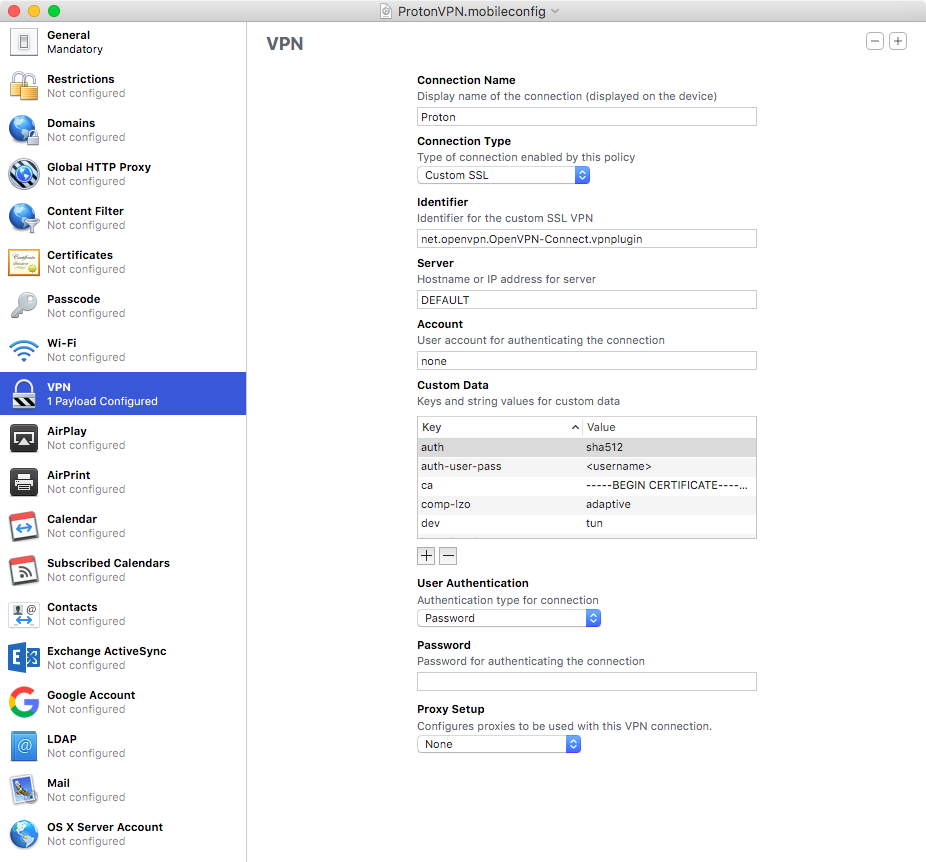 ProtonVPN.mobileconfig
General
Mandatory
Restrictions
Not configured
Domains
Not configured
Global HTTP Proxy
Not configured
Content Filter
Not configured
Certificates
Not configured
Passcode
Not configured
Wi-Fi
Not configured
VPN
1 Payload Configured
AirPlay
Not configured
AirPrint
Not configured
Calendar
Not configured
Subscribed Calendars
Not configured
Contacts
Not configured
Exchange ActiveSync
Not configured
Google Account
Not configured
LDAP
Not configured
Mail
Not configured
OS X Server Account
Not configured
VPN
Connection Name
Display name of the connection (displayed on the device)
Proton
Connection Type
Type of connection enabled by this policy
Custom SSL
Identifier
Identifier for the custom SSL VPN
net.openvpn.OpenVPN-Connect.vpnplugin
Server
Hostname or IP address for server
DEFAULT
Account
User account for authenticating the connection
none
Custom Data
Keys and string values for custom data
Key Value
auth sha512
auth-user-pass <username>
ca -----BEGIN CERTIFICATE----...
comp-lzo adaptive
dev tun
User Authentication
Authentication type for connection
Password
Password
Password for authenticating the connection
Proxy Setup
Configures proxies to be used with this VPN connection.
None